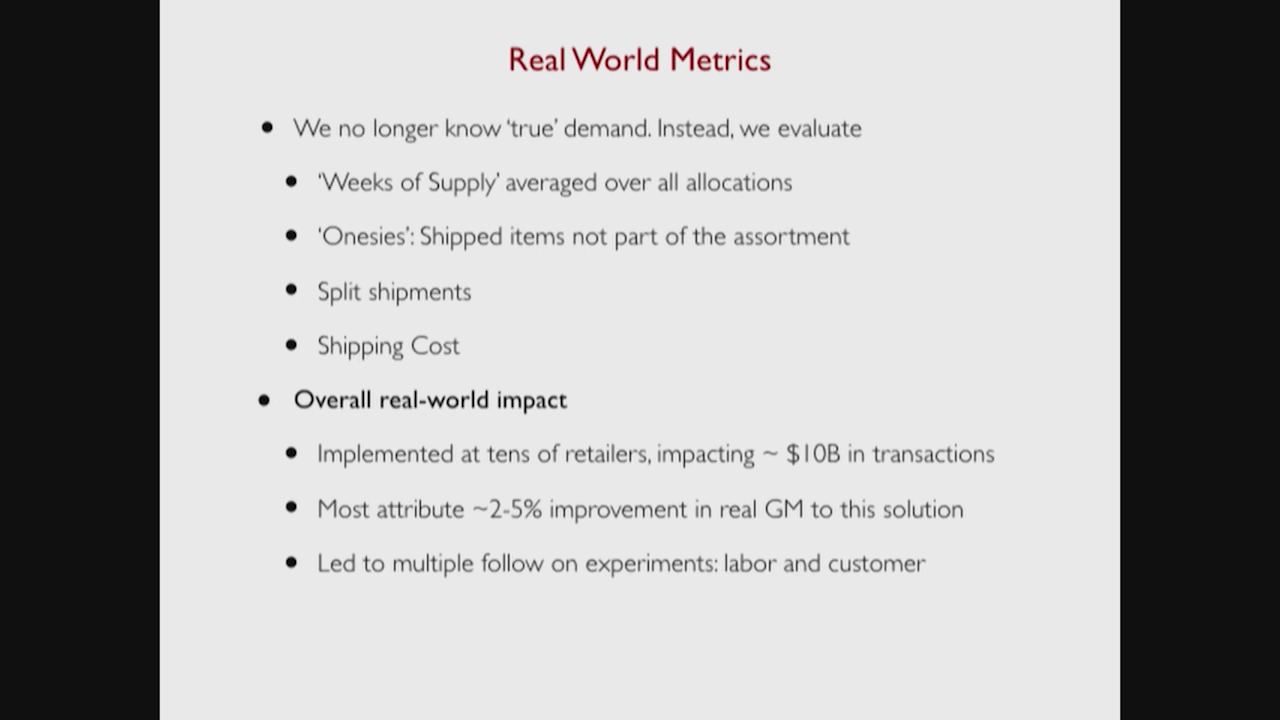 Real World Metrics
• We no longer know ‘true’ demand. Instead, we evaluate
• ‘Weeks of Supply’ averaged over all allocations
• ‘Onesies’: Shipped items not part of the assortment
• Split shipments
• Shipping Cost
• Overall real-world impact
• Implemented at tens of retailers, impacting ~ $10B in transactions
• Most attribute ~2-5% improvement in real GM to this solution
• Led to multiple follow on experiments: labor and customer